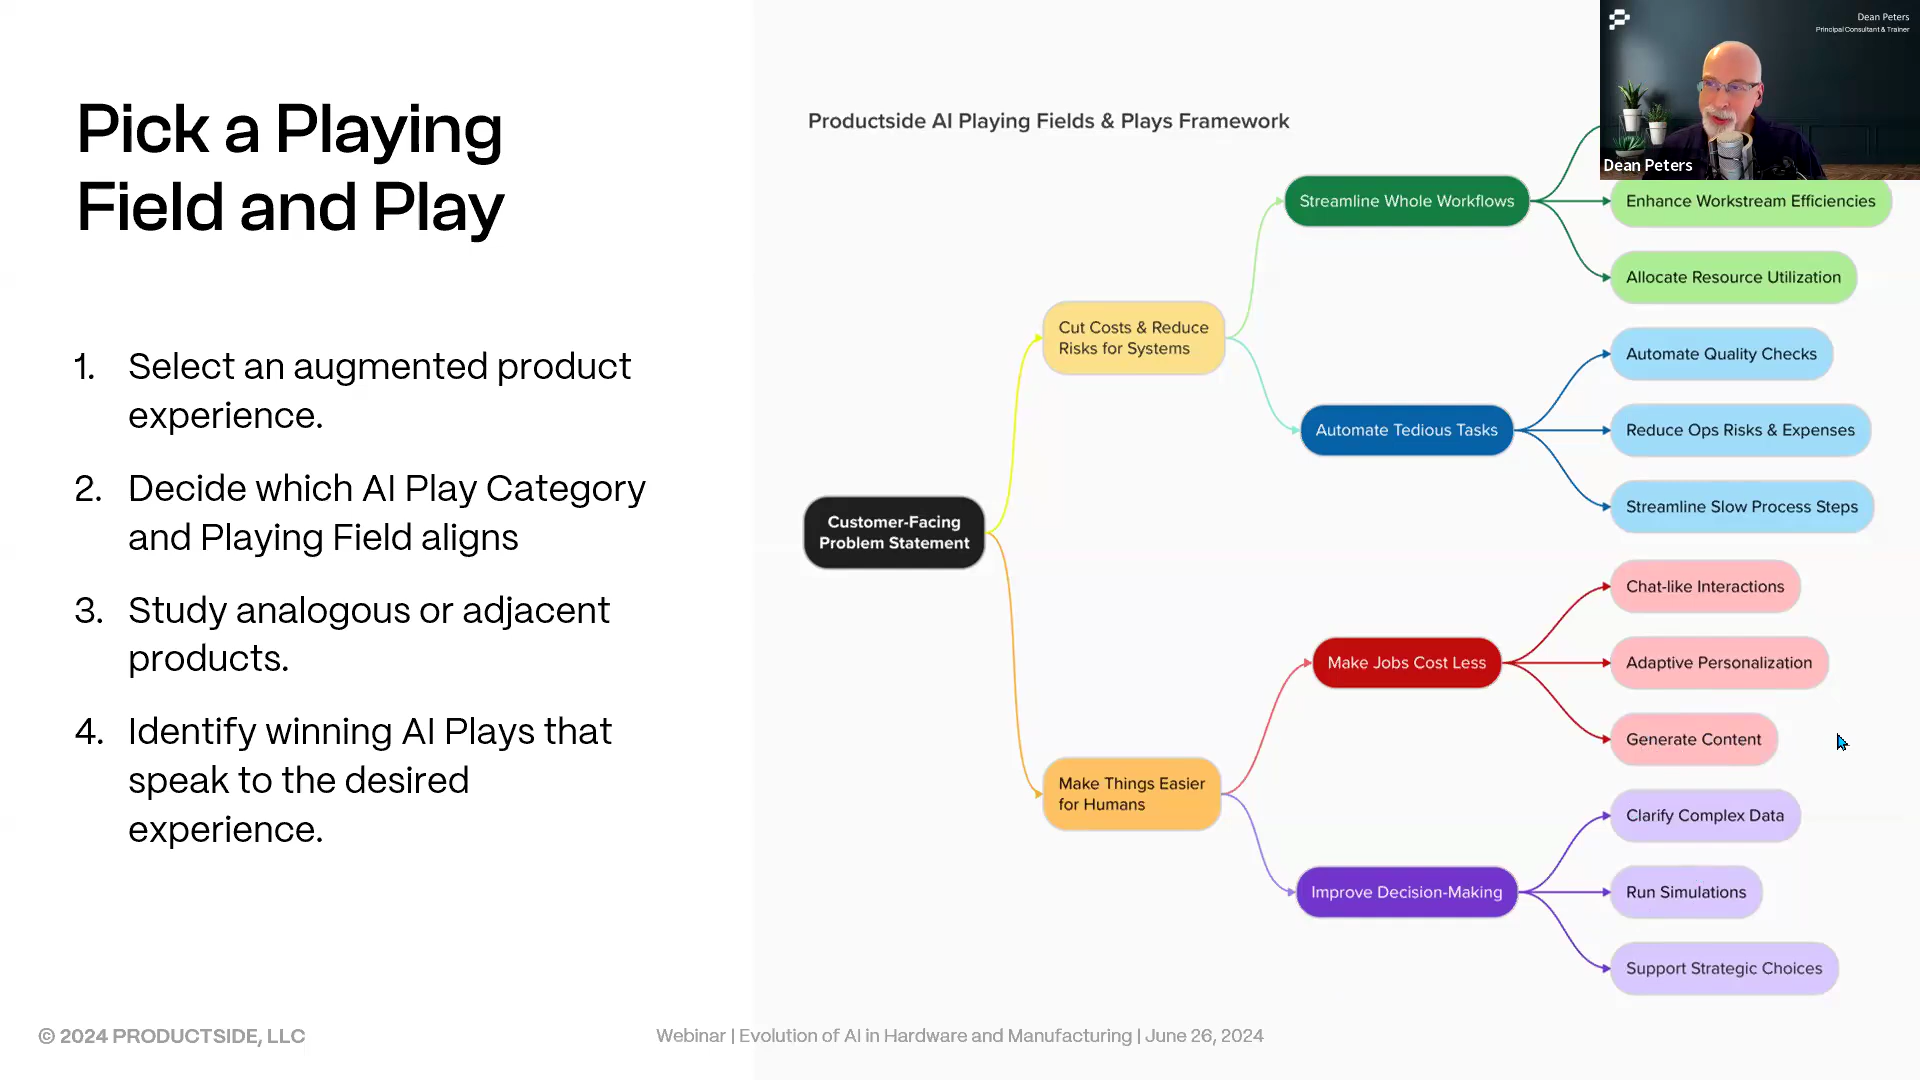 Pick a Playing
Field and Play
1. Select an augmented product
experience.
2. Decide which AI Play Category
and Playing Field aligns
3. Study analogous or adjacent
products.
4. Identify winning AI Plays that
speak to the desired
experience.
Productside AI Playing Fields & Plays Framework
Customer-Facing
Problem Statement
Cut Costs & Reduce
Risks for Systems
Streamline Whole Workflows
Enhance Workstream Efficiencies
Allocate Resource Utilization
Automate Tedious Tasks
Automate Quality Checks
Reduce Ops Risks & Expenses
Streamline Slow Process Steps
Make Things Easier
for Humans
Make Jobs Cost Less
Chat-like Interactions
Adaptive Personalization
Generate Content
Improve Decision-Making
Clarify Complex Data
Run Simulations
Support Strategic Choices
Dean Peters
Principal Consultant & Trainer
Dean Peters
© 2024 PRODUCTSIDE, LLC
Webinar | Evolution of AI in Hardware and Manufacturing | June 26, 2024